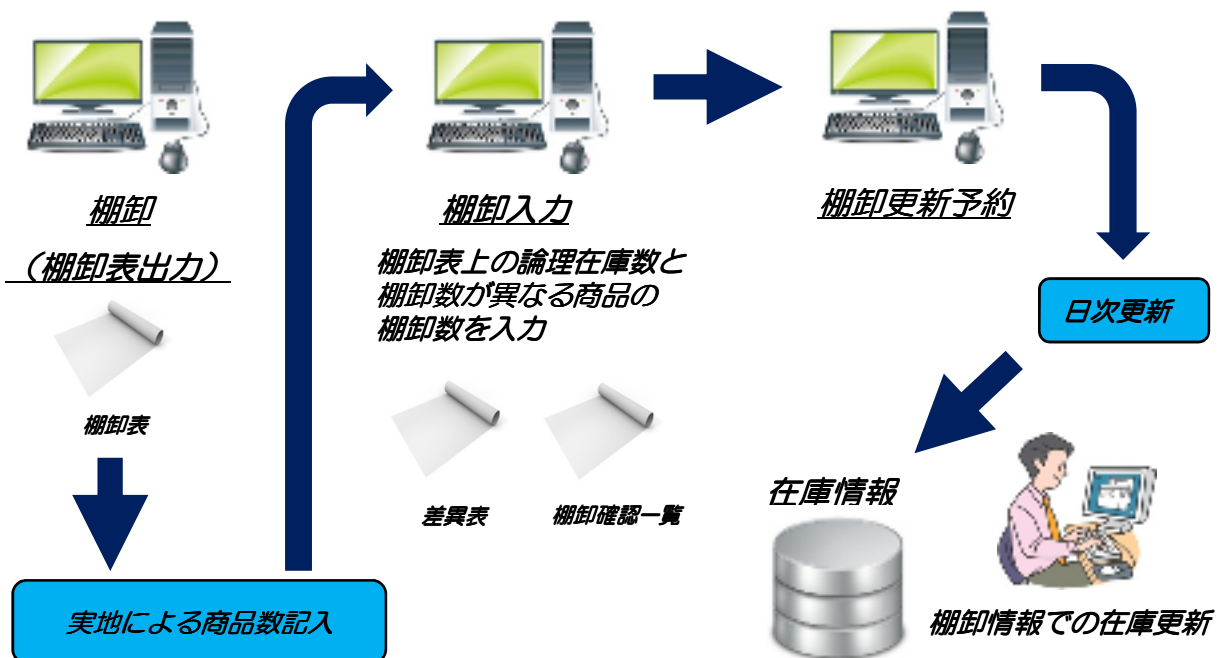 棚卸
（棚卸表出力）
棚卸表
実地による商品数記入
棚卸入力
棚卸表上の論理在庫数と
棚卸数が異なる商品の
棚卸数を入力
差異表
棚卸確認一覧
棚卸更新予約
日次更新
在庫情報
棚卸情報での在庫更新